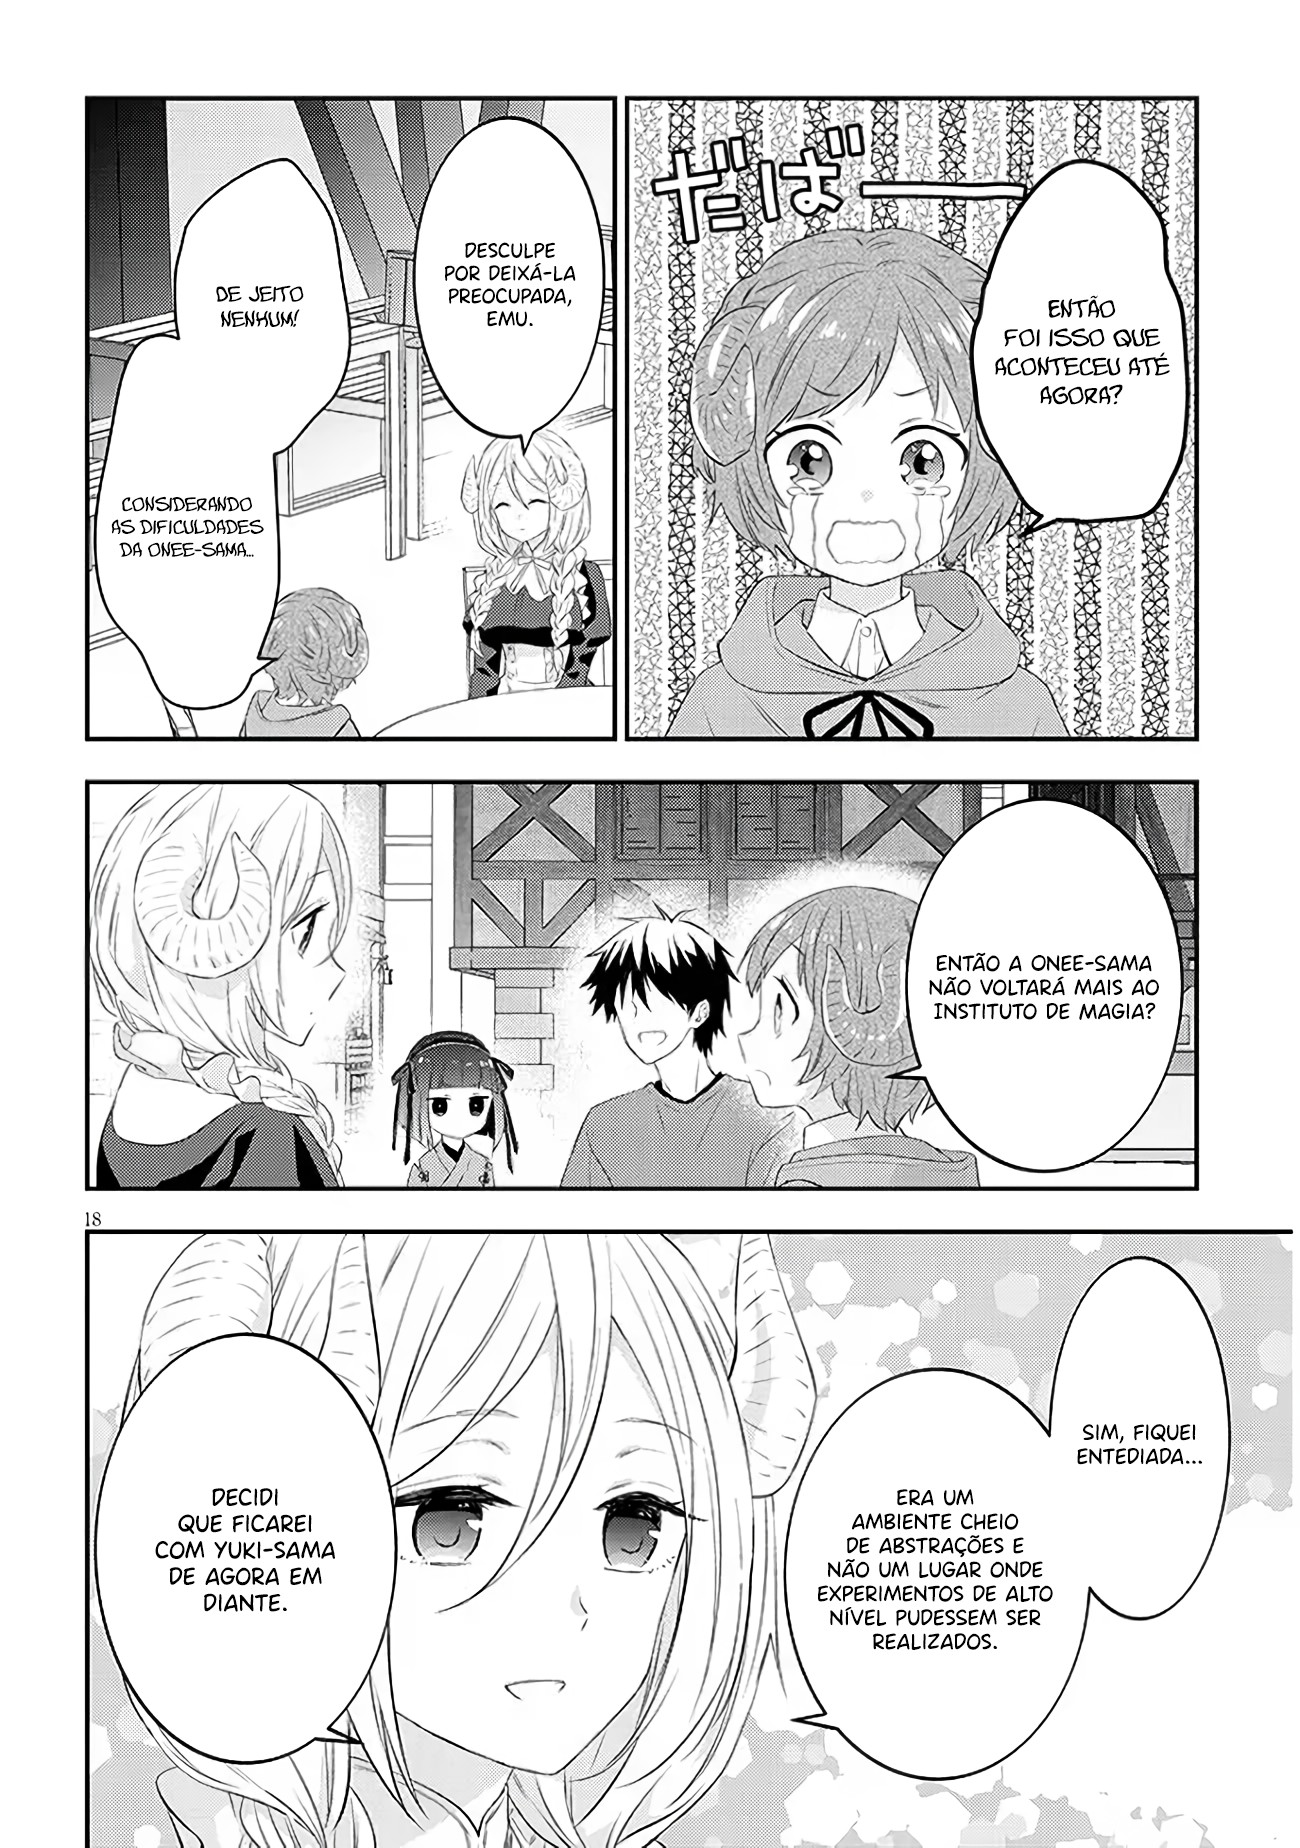 だばー
ENTÃO
FOI ISSO QUE
ACONTECEU ATÉ
AGORA?
DESCULPE
POR DEIXÁ-LA
PREOCUPADA,
EMU.
DE JEITO
NENHUM!
CONSIDERANDO
AS DIFICULDADES
DA ONEE-SAMA...
ENTÃO A ONEE-SAMA
NÃO VOLTARÁ MAIS AO
INSTITUTO DE MAGIA?
18
SIM, FIQUEI
ENTEDIADA...
ERA UM
AMBIENTE CHEIO
DE ABSTRAÇÕES E
NÃO UM LUGAR ONDE
EXPERIMENTOS DE ALTO
NÍVEL PUDESSEM SER
REALIZADOS.
DECIDI
QUE FICAREI
COM YUKI-SAMA
DE AGORA EM
DIANTE.